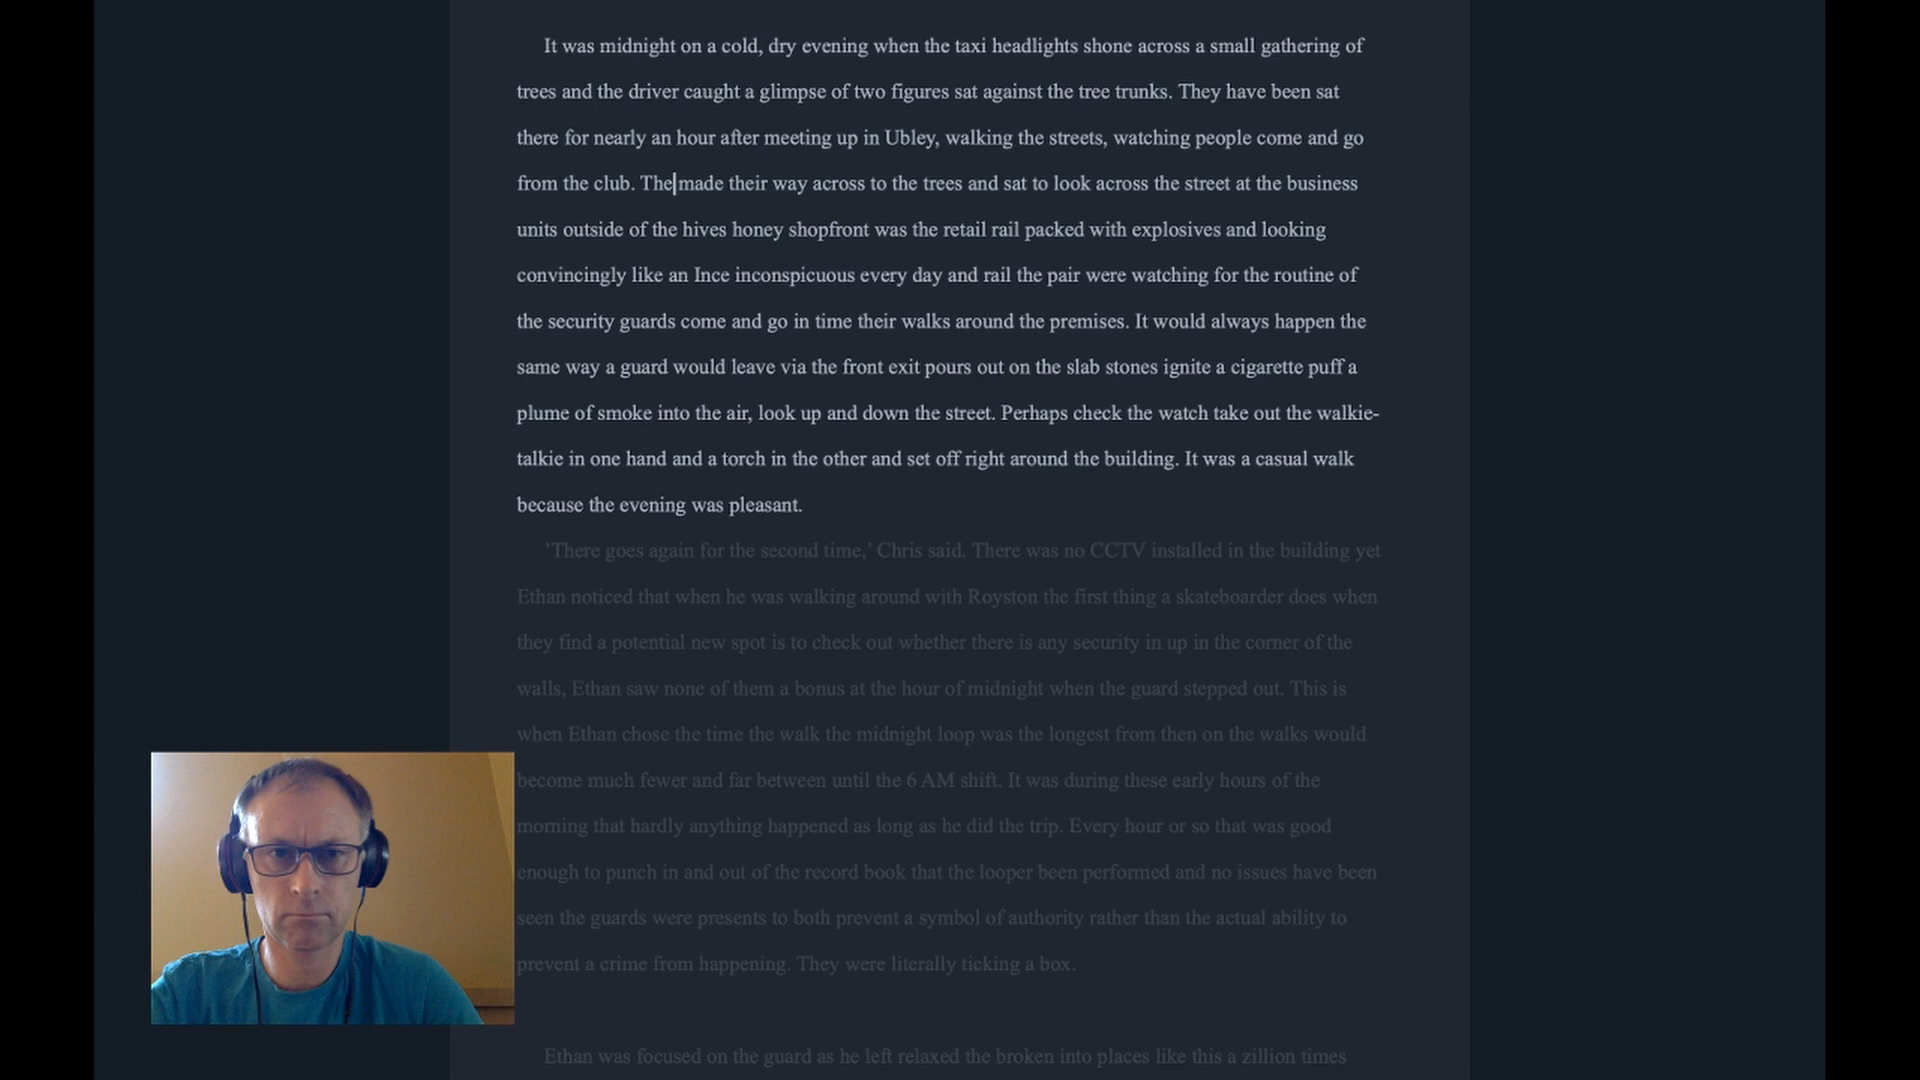 It was midnight on a cold, dry evening when the taxi headlights shone across a small gathering of
trees and the driver caught a glimpse of two figures sat against the tree trunks. They have been sat
there for nearly an hour after meeting up in Ubley, walking the streets, watching people come and go
from the club. The made their way across to the trees and sat to look across the street at the business
units outside of the hives honey shopfront was the retail rail packed with explosives and looking
convincingly like an Ince inconspicuous every day and rail the pair were watching for the routine of
the security guards come and go in time their walks around the premises. It would always happen the
same way a guard would leave via the front exit pours out on the slab stones ignite a cigarette puff a
plume of smoke into the air, look up and down the street. Perhaps check the watch take out the walkie-
talkie in one hand and a torch in the other and set off right around the building. It was a casual walk
because the evening was pleasant.
'There goes again for the second time,' Chris said. There was no CCTV installed in the building yet
Ethan noticed that when he was walking around with Royston the first thing a skateboarder does when
they find a potential new spot is to check out whether there is any security in up in the corner of the
walls, Ethan saw none of them a bonus at the hour of midnight when the guard stepped out. This is
when Ethan chose the time the walk the midnight loop was the longest from then on the walks would
become much fewer and far between until the 6 AM shift. It was during these early hours of the
morning that hardly anything happened as long as he did the trip. Every hour or so that was good
enough to punch in and out of the record book that the looper been performed and no issues have been
seen the guards were presents to both prevent a symbol of authority rather than the actual ability to
prevent a crime from happening. They were literally ticking a box.
Ethan was focused on the guard as he left relaxed the broken into places like this a zillion times